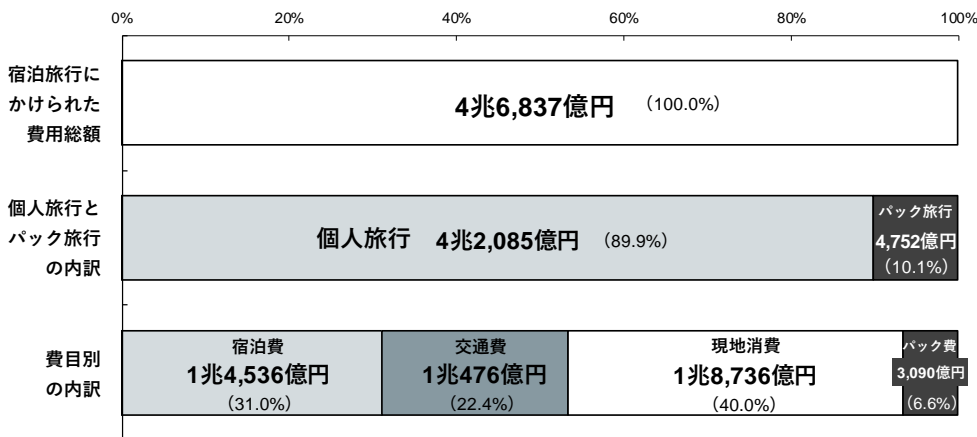 0% 20% 40% 60% 80% 100%
宿泊旅行に
かけられた
費用総額
4兆6,837億円 （100.0%）
個人旅行と
パック旅行
の内訳
個人旅行 4兆2,085億円 （89.9%）
パック旅行
4,752億円
（10.1%）
費目別
の内訳
宿泊費
1兆4,536億円
（31.0%）
交通費
1兆476億円
（22.4%）
現地消費
1兆8,736億円
（40.0%）
パック費
3,090億円
（6.6%）